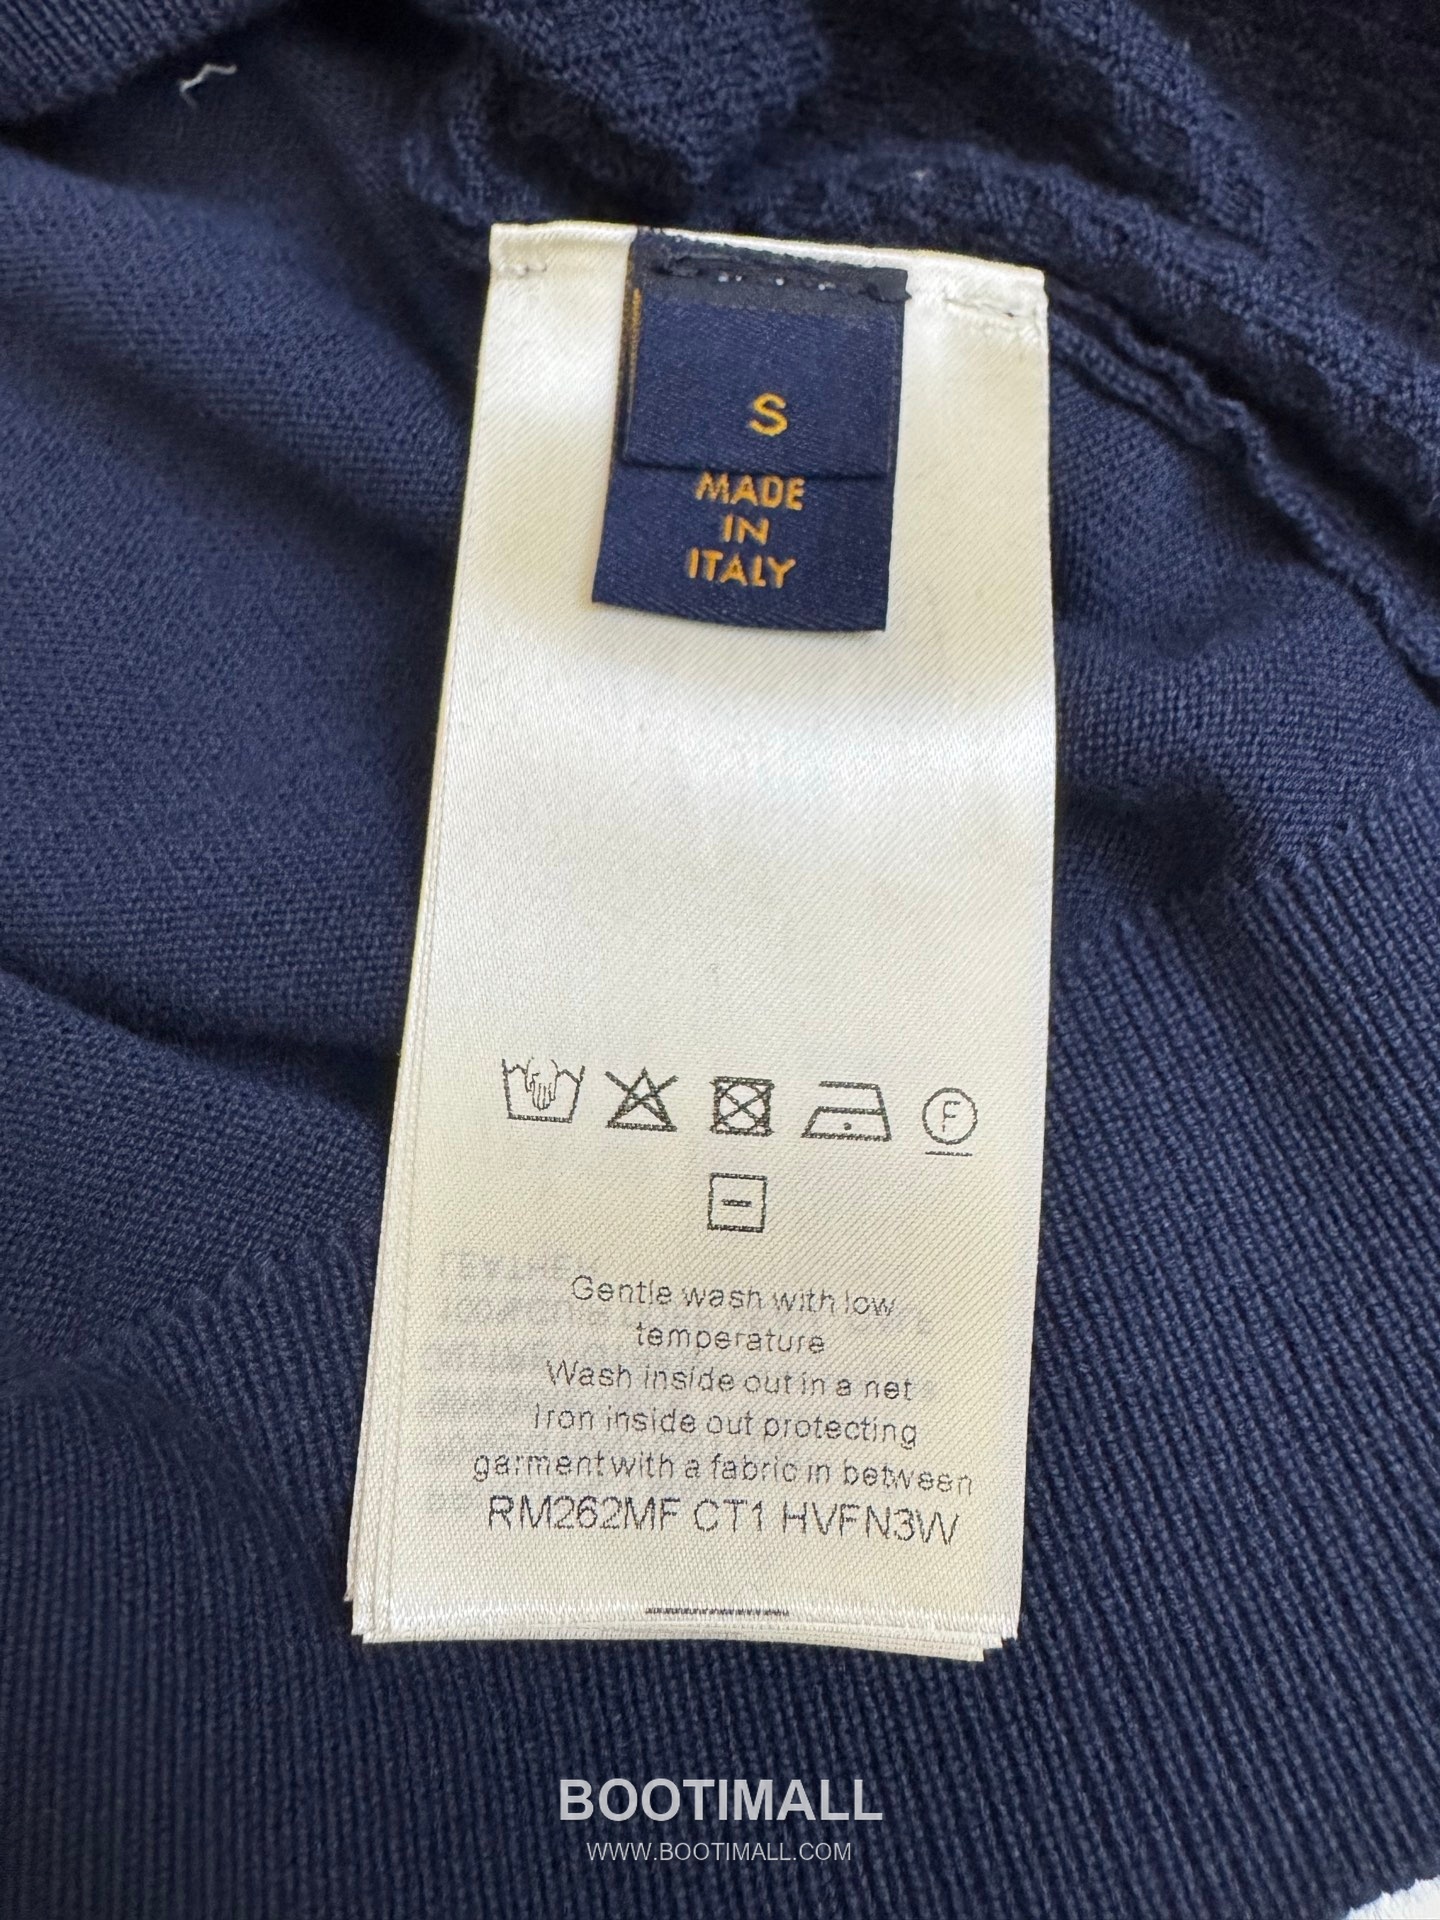 S
MADE
IN
ITALY
F
Gentle wash with low
temperature
Wash inside out in a net
Iron inside out protecting
garment with a fabric in between
RM262MF CT1 HVFN3W
BOOTIMALL
WWW.BOOTIMALL.COM